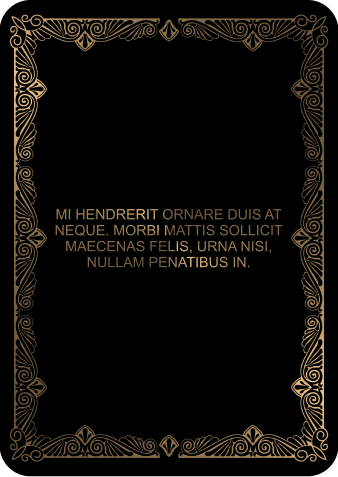 MI HENDRERIT ORNARE DUIS AT
NEQUE. MORBI MATTIS SOLLICIT
MAECENAS FELIS, URNA NISI,
NULLAM PENATIBUS IN.